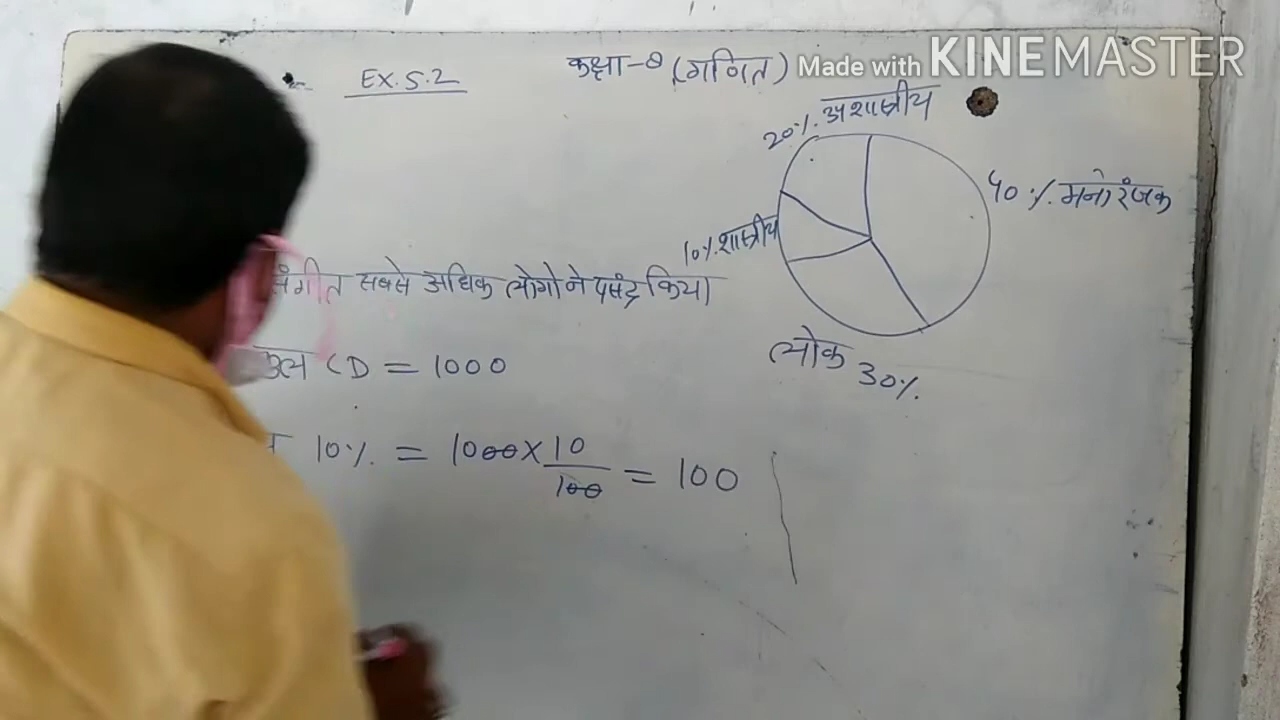 EX.5.2
कक्षा-8 (गणित)
Made with KINEMASTER
20% अशास्त्रीय
40% मनोरंजक
10% शास्त्रीय
संगीत सबसे अधिक लोगो ने पसंद किया
CD = 1000
10% = 1000 × 10/100 = 100
लोक 30%